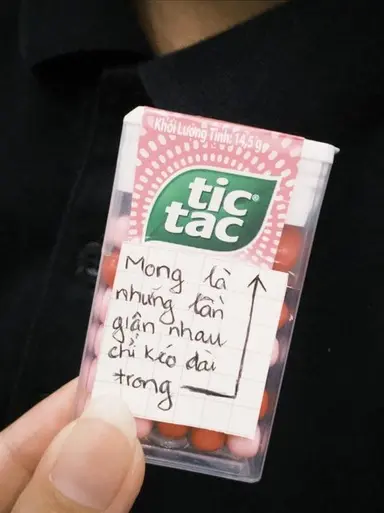 Khối Lượng Tịnh: 14,5 g
tic
tac
Mong là
những lần
giận nhau
chỉ kéo dài
trong